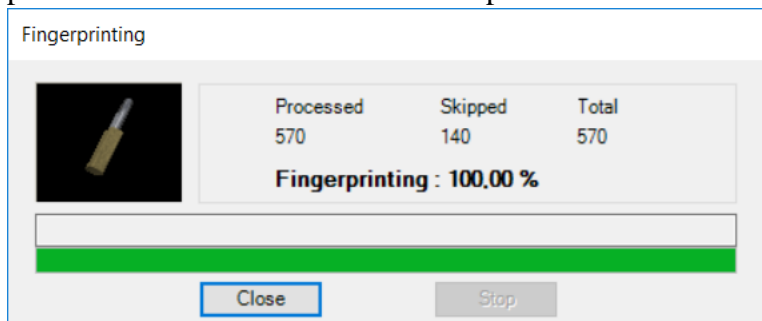 Fingerprinting
Processed Skipped Total
570 140 570
Fingerprinting : 100,00 %
Close Stop